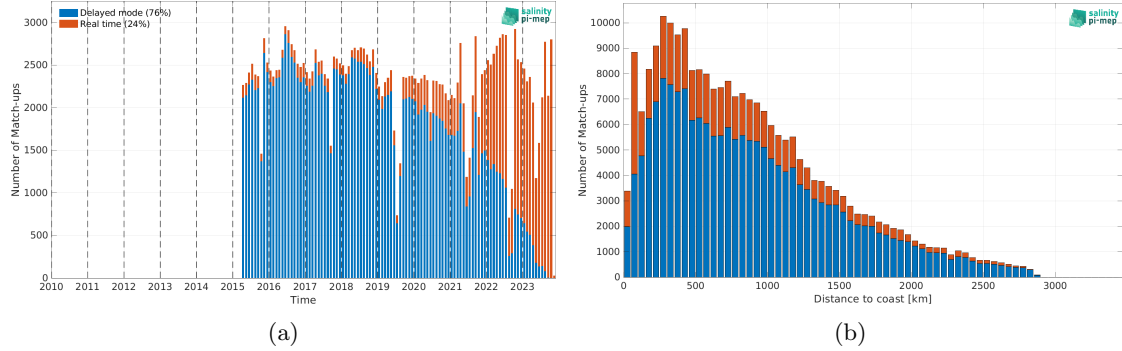 Delayed mode (76%)
Real time (24%)
salinity
pi-mep
Number of Match-ups
3000
2500
2000
1500
1000
500
0
2010 2011 2012 2013 2014 2015 2016 2017 2018 2019 2020 2021 2022 2023
Time
(a)
salinity
pi-mep
Number of Match-ups
10000
9000
8000
7000
6000
5000
4000
3000
2000
1000
0
0 500 1000 1500 2000 2500 3000
Distance to coast [km]
(b)